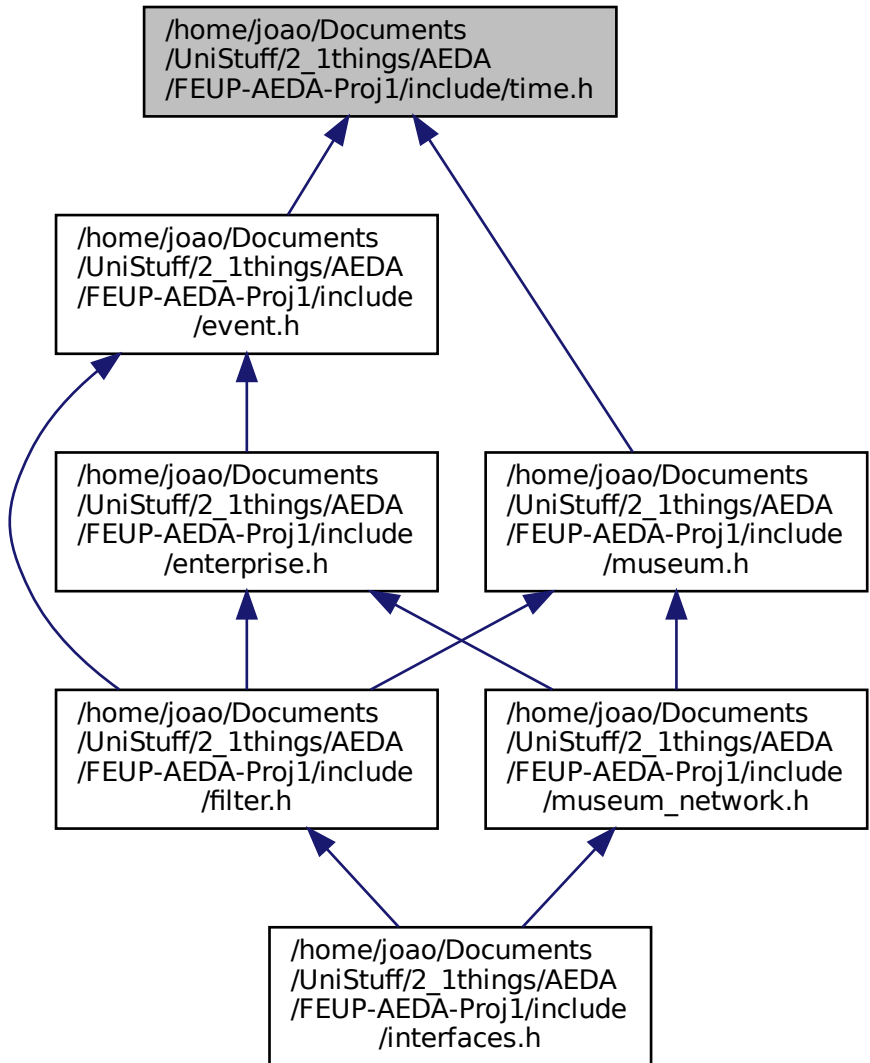 /home/joao/Documents
/UniStuff/2_1things/AEDA
/FEUP-AEDA-Proj1/include/time.h
/home/joao/Documents
/UniStuff/2_1things/AEDA
/FEUP-AEDA-Proj1/include
/event.h
/home/joao/Documents
/UniStuff/2_1things/AEDA
/FEUP-AEDA-Proj1/include
/enterprise.h
/home/joao/Documents
/UniStuff/2_1things/AEDA
/FEUP-AEDA-Proj1/include
/museum.h
/home/joao/Documents
/UniStuff/2_1things/AEDA
/FEUP-AEDA-Proj1/include
/filter.h
/home/joao/Documents
/UniStuff/2_1things/AEDA
/FEUP-AEDA-Proj1/include
/museum_network.h
/home/joao/Documents
/UniStuff/2_1things/AEDA
/FEUP-AEDA-Proj1/include
/interfaces.h